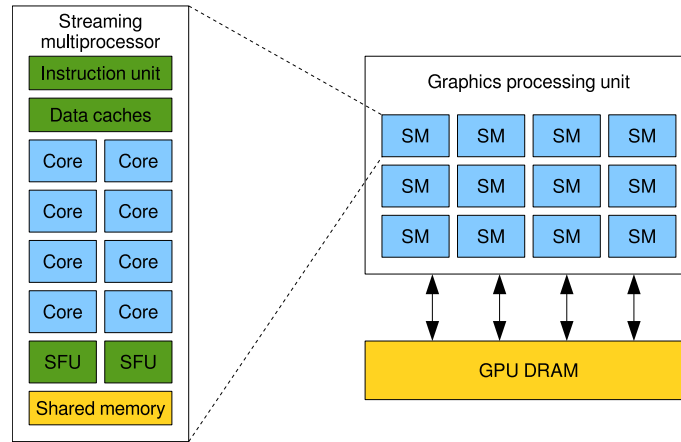 Streaming
multiprocessor
Instruction unit
Data caches
Core Core
Core Core
Core Core
Core Core
SFU SFU
Shared memory
Graphics processing unit
SM SM SM SM
SM SM SM SM
SM SM SM SM
GPU DRAM